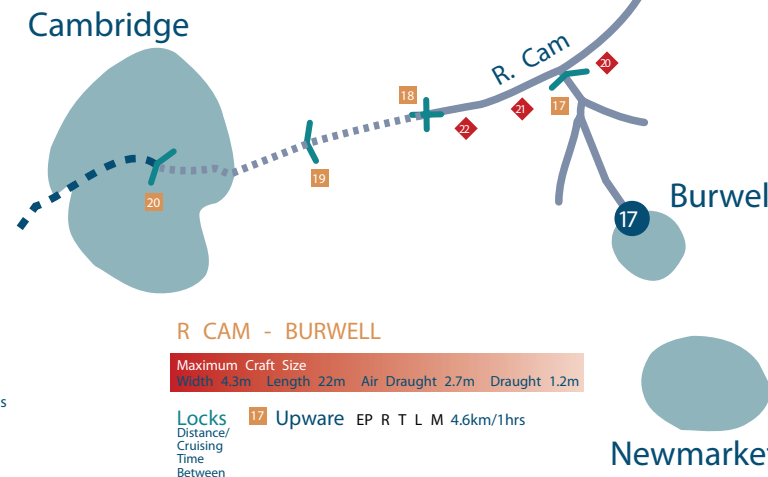 Cambridge
R. Cam
20
18
17
21
22
19
20
17
Burwel
R CAM - BURWELL
Maximum Craft Size
Width 4.3m Length 22m Air Draught 2.7m Draught 1.2m
s
Locks 17 Upware EP R T L M 4.6km/1hrs
Distance/
Cruising
Time
Between
Newmarket